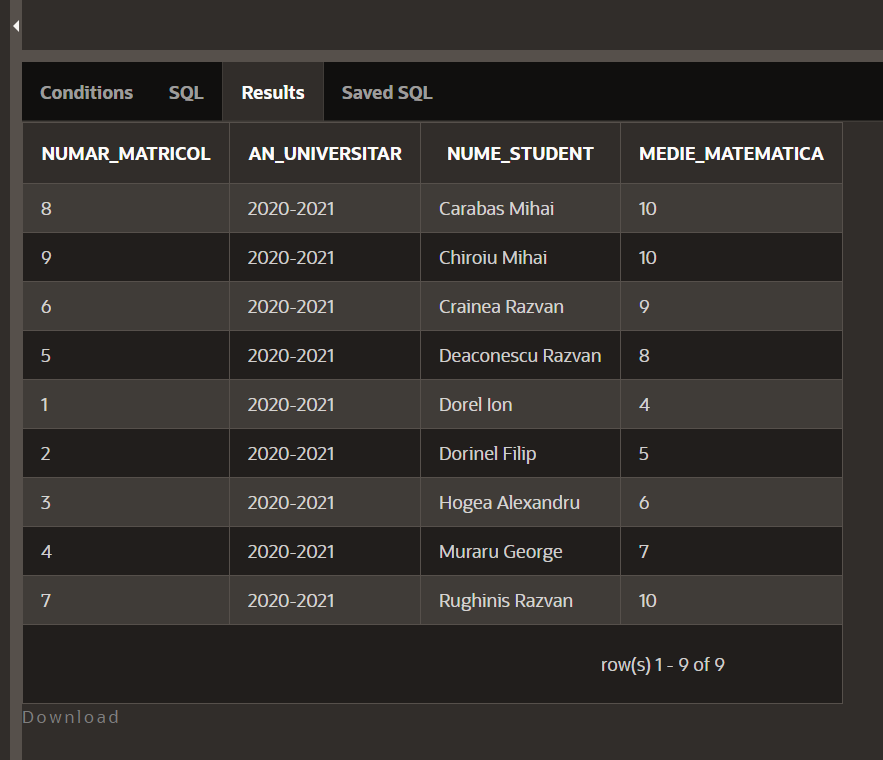 Conditions SQL Results Saved SQL
NUMAR_MATRICOL AN_UNIVERSITAR NUME_STUDENT MEDIE_MATEMATICA
8 2020-2021 Carabas Mihai 10
9 2020-2021 Chiroiu Mihai 10
6 2020-2021 Crainea Razvan 9
5 2020-2021 Deaconescu Razvan 8
1 2020-2021 Dorel Ion 4
2 2020-2021 Dorinel Filip 5
3 2020-2021 Hogea Alexandru 6
4 2020-2021 Muraru George 7
7 2020-2021 Rughinis Razvan 10
row(s) 1 - 9 of 9
Download